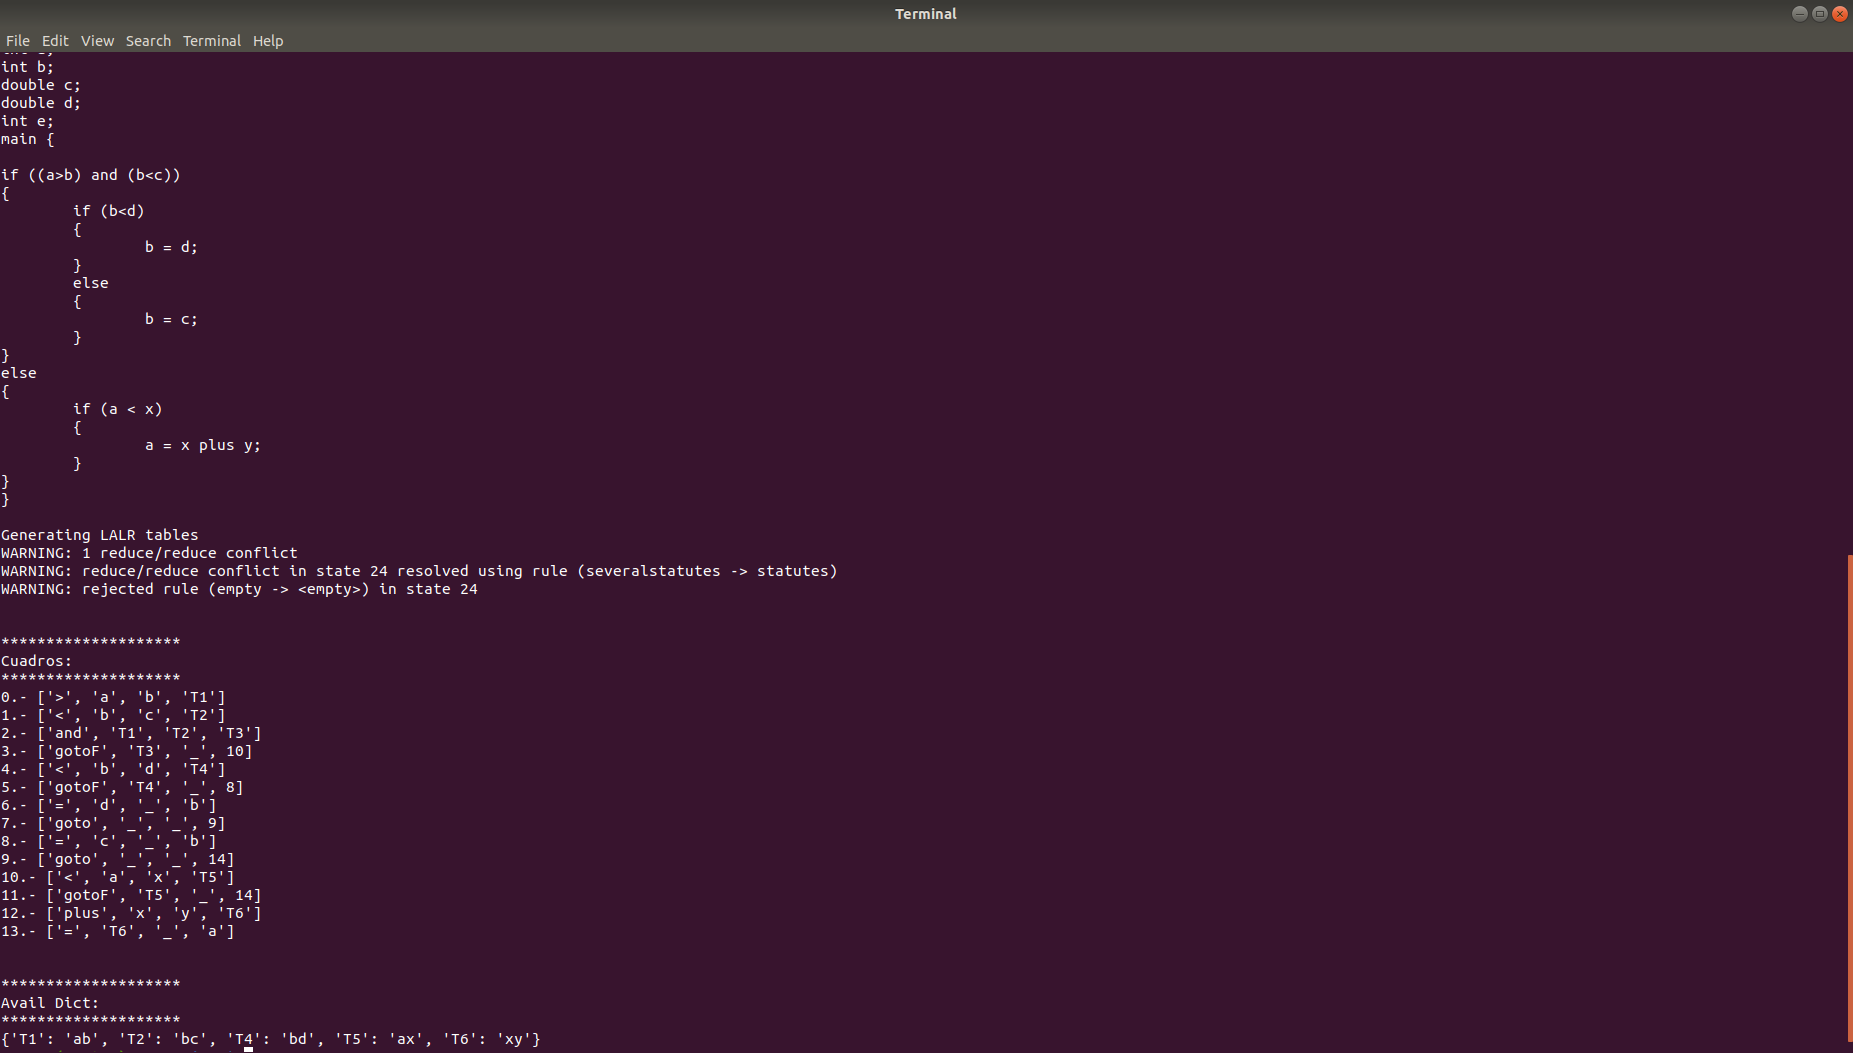 Terminal
File Edit View Search Terminal Help
int b;
double c;
double d;
int e;
main {
if ((a>b) and (b<c))
{
if (b<d)
{
b = d;
}
else
{
b = c;
}
}
else
{
if (a < x)
{
a = x plus y;
}
}
}
Generating LALR tables
WARNING: 1 reduce/reduce conflict
WARNING: reduce/reduce conflict in state 24 resolved using rule (severalstatutes -> statutes)
WARNING: rejected rule (empty -> <empty>) in state 24
********************
Cuadros:
********************
0.- ['>', 'a', 'b', 'T1']
1.- ['<', 'b', 'c', 'T2']
2.- ['and', 'T1', 'T2', 'T3']
3.- ['gotoF', 'T3', '_', 10]
4.- ['<', 'b', 'd', 'T4']
5.- ['gotoF', 'T4', '_', 8]
6.- ['=', 'd', '_', 'b']
7.- ['goto', '_', '_', 9]
8.- ['=', 'c', '_', 'b']
9.- ['goto', '_', '_', 14]
10.- ['<', 'a', 'x', 'T5']
11.- ['gotoF', 'T5', '_', 14]
12.- ['plus', 'x', 'y', 'T6']
13.- ['=', 'T6', '_', 'a']
********************
Avail Dict:
********************
{'T1': 'ab', 'T2': 'bc', 'T4': 'bd', 'T5': 'ax', 'T6': 'xy'}